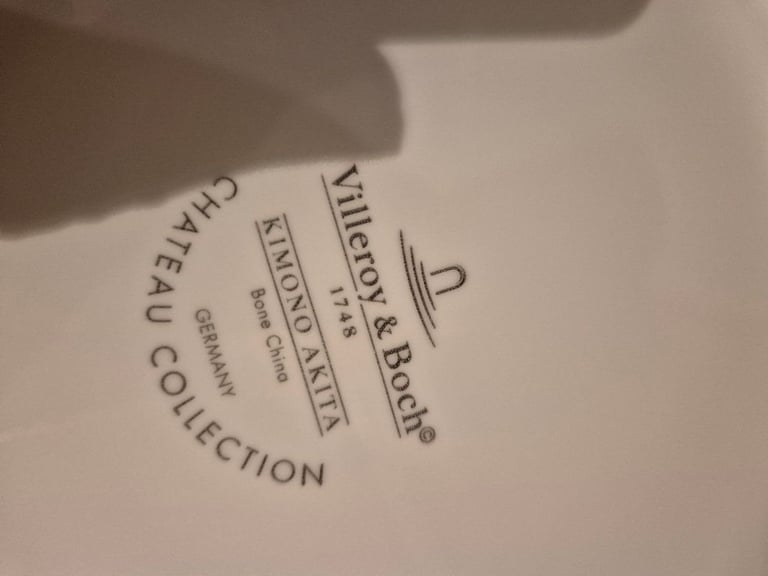 Villeroy & Boch©
1748
KIMONO AKITA
Bone China
GERMANY
CHATEAU COLLECTION